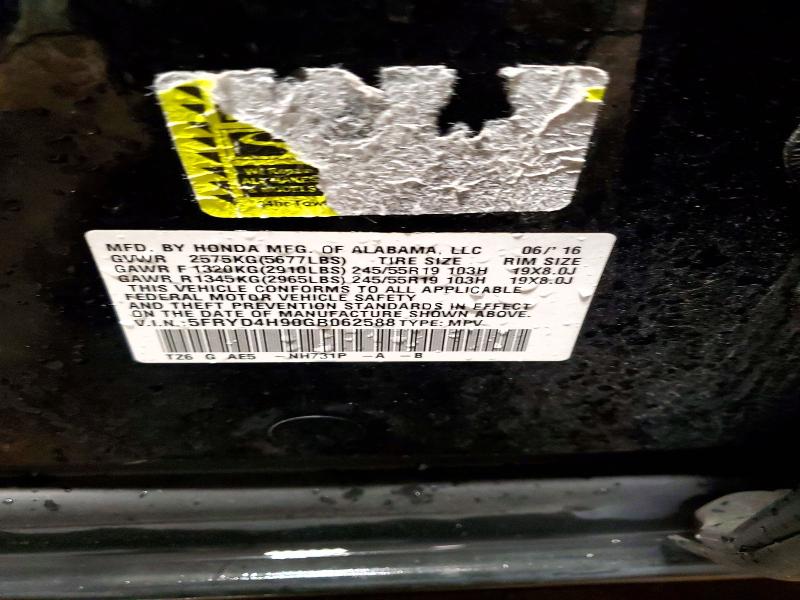 24hr Tow
MFD. BY HONDA MFG. OF ALABAMA, LLC 06/'16
GVWR 2575KG(5677LBS) TIRE SIZE RIM SIZE
GAWR F 1320KG(2910LBS) 245/55R19 103H 19X8.0J
GAWR R 1345KG(2965LBS) 245/55R19 103H 19X8.0J
THIS VEHICLE CONFORMS TO ALL APPLICABLE
FEDERAL MOTOR VEHICLE SAFETY
AND THEFT PREVENTION STANDARDS IN EFFECT
ON THE DATE OF MANUFACTURE SHOWN ABOVE.
V.I.N.: 5FRYD4H90GB062588 TYPE: MPV
TZ6 G AE5 -NH731P -A -B